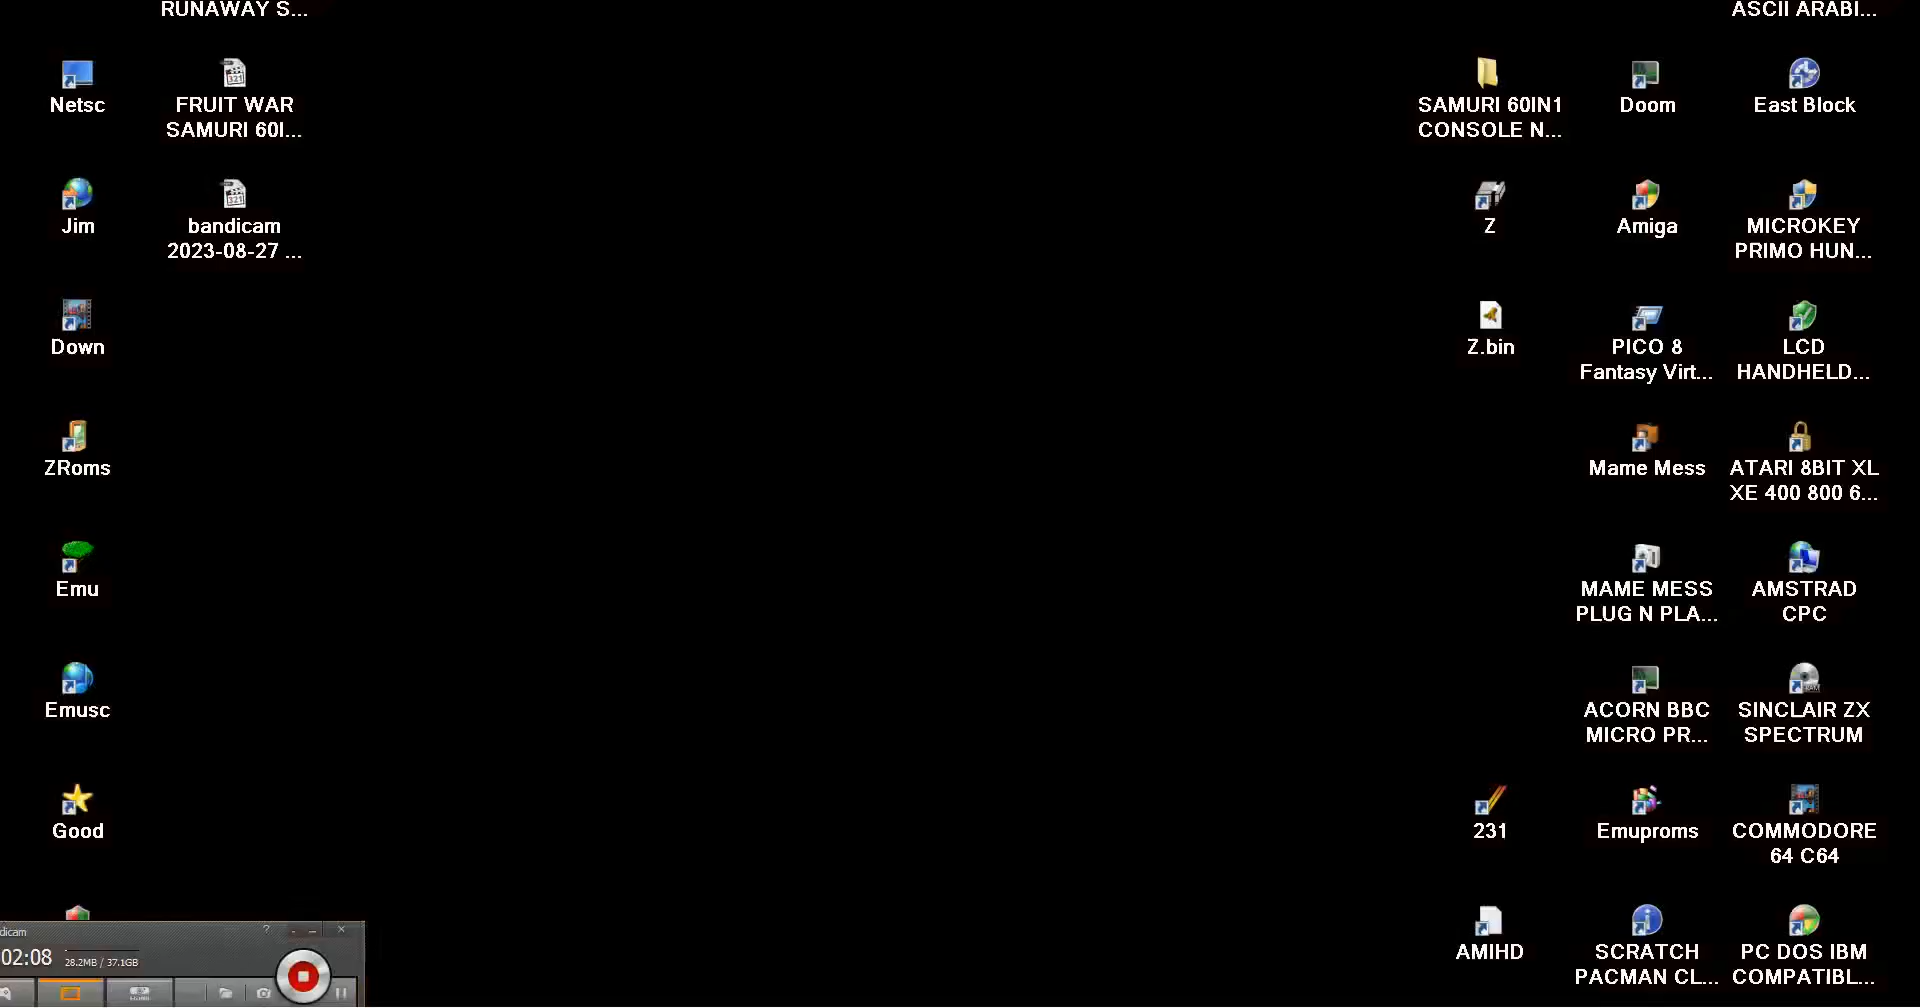 RUNAWAY S...
ASCII ARABI...
Netsc
FRUIT WAR
SAMURI 60I...
SAMURI 60IN1
CONSOLE N...
Doom
East Block
Jim
bandicam
2023-08-27 ...
Z
Amiga
MICROKEY
PRIMO HUN...
Down
Z.bin
PICO 8
Fantasy Virt...
LCD
HANDHELD...
ZRoms
Mame Mess
ATARI 8BIT XL
XE 400 800 6...
Emu
MAME MESS
PLUG N PLA...
AMSTRAD
CPC
Emusc
ACORN BBC
MICRO PR...
SINCLAIR ZX
SPECTRUM
Good
231
Emuproms
COMMODORE
64 C64
AMIHD
SCRATCH
PACMAN CL...
PC DOS IBM
COMPATIBL...
dicam
02:08
28.2MB / 37.1GB